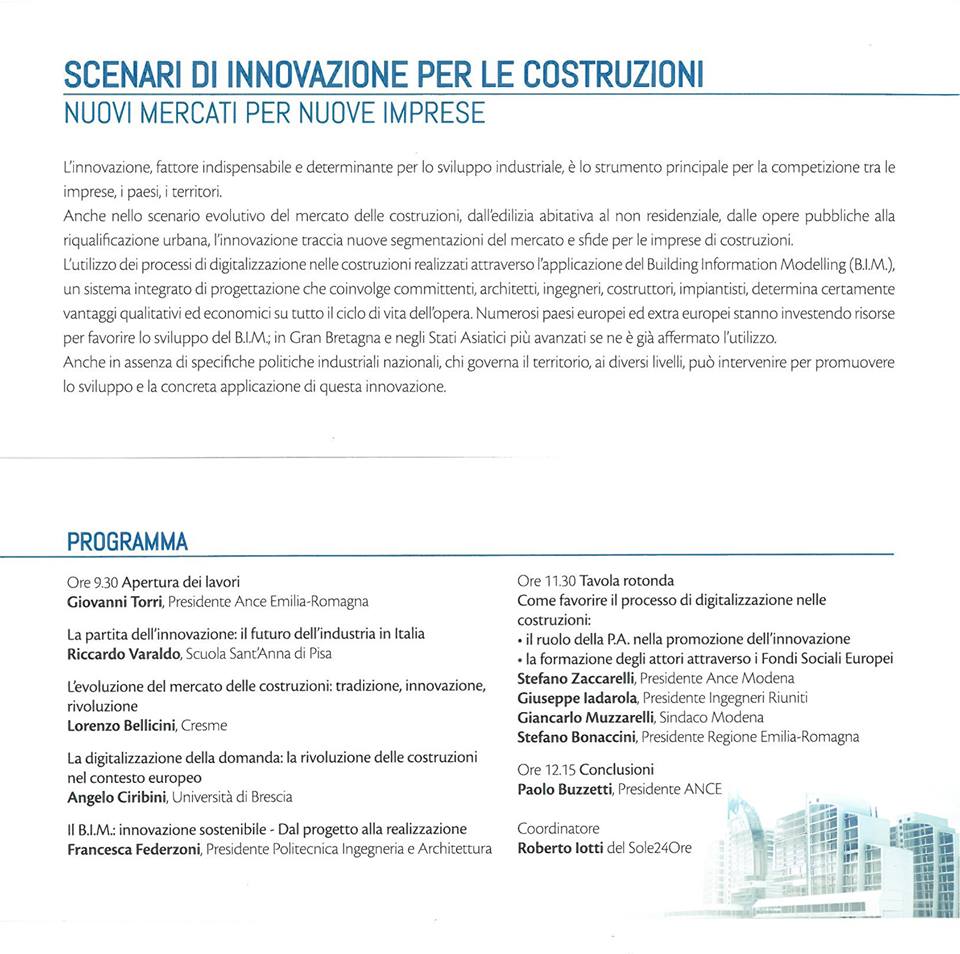 SCENARI DI INNOVAZIONE PER LE COSTRUZIONI
NUOVI MERCATI PER NUOVE IMPRESE
L'innovazione, fattore indispensabile e determinante per lo sviluppo industriale, è lo strumento principale per la competizione tra le
imprese, i paesi, i territori.
Anche nello scenario evolutivo del mercato delle costruzioni, dall'edilizia abitativa al non residenziale, dalle opere pubbliche alla
riqualificazione urbana, l'innovazione traccia nuove segmentazioni del mercato e sfide per le imprese di costruzioni.
L'utilizzo dei processi di digitalizzazione nelle costruzioni realizzati attraverso l'applicazione del Building Information Modelling (B.I.M.),
un sistema integrato di progettazione che coinvolge committenti, architetti, ingegneri, costruttori, impiantisti, determina certamente
vantaggi qualitativi ed economici su tutto il ciclo di vita dell'opera. Numerosi paesi europei ed extra europei stanno investendo risorse
per favorire lo sviluppo del B.I.M.; in Gran Bretagna e negli Stati Asiatici più avanzati se ne è già affermato l'utilizzo.
Anche in assenza di specifiche politiche industriali nazionali, chi governa il territorio, ai diversi livelli, può intervenire per promuovere
lo sviluppo e la concreta applicazione di questa innovazione.
PROGRAMMA
Ore 9.30 Apertura dei lavori
Giovanni Torri, Presidente Ance Emilia-Romagna
La partita dell'innovazione: il futuro dell'industria in Italia
Riccardo Varaldo, Scuola Sant'Anna di Pisa
L'evoluzione del mercato delle costruzioni: tradizione, innovazione,
rivoluzione
Lorenzo Bellicini, Cresme
La digitalizzazione della domanda: la rivoluzione delle costruzioni
nel contesto europeo
Angelo Ciribini, Università di Brescia
Il B.I.M.: innovazione sostenibile - Dal progetto alla realizzazione
Francesca Federzoni, Presidente Politecnica Ingegneria e Architettura
Ore 11.30 Tavola rotonda
Come favorire il processo di digitalizzazione nelle
costruzioni:
• il ruolo della P.A. nella promozione dell'innovazione
• la formazione degli attori attraverso i Fondi Sociali Europei
Stefano Zaccarelli, Presidente Ance Modena
Giuseppe Iadarola, Presidente Ingegneri Riuniti
Giancarlo Muzzarelli, Sindaco Modena
Stefano Bonaccini, Presidente Regione Emilia-Romagna
Ore 12.15 Conclusioni
Paolo Buzzetti, Presidente ANCE
Coordinatore
Roberto Iotti del Sole24Ore